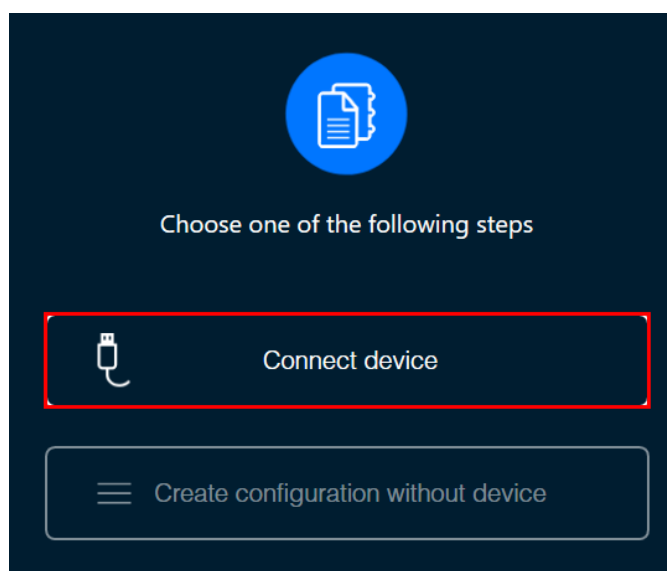 Choose one of the following steps
Connect device
Create configuration without device